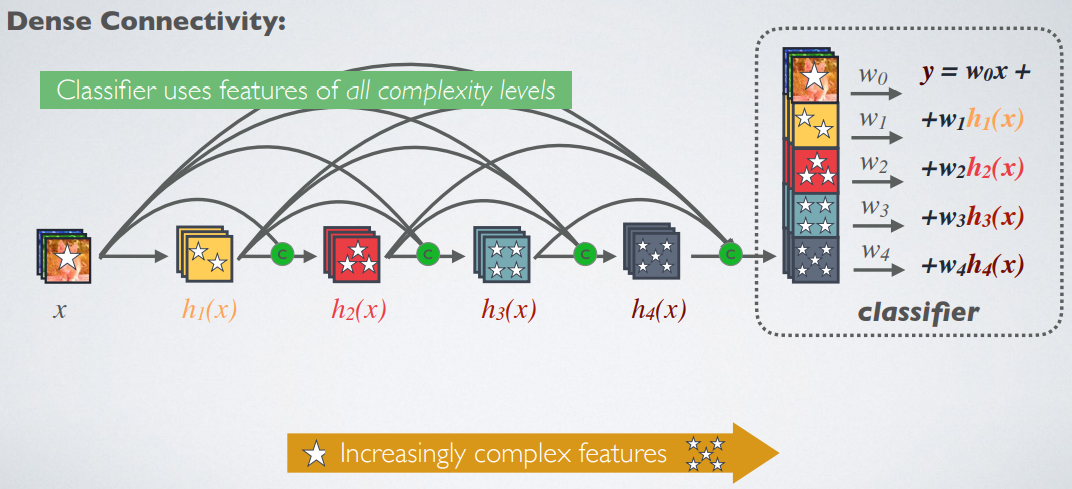 Dense Connectivity:
Classifier uses features of all complexity levels
C
C
C
C
x
h1(x)
h2(x)
h3(x)
h4(x)
w0
y = w0x +
w1
+w1h1(x)
w2
+w2h2(x)
w3
+w3h3(x)
w4
+w4h4(x)
classifier
Increasingly complex features